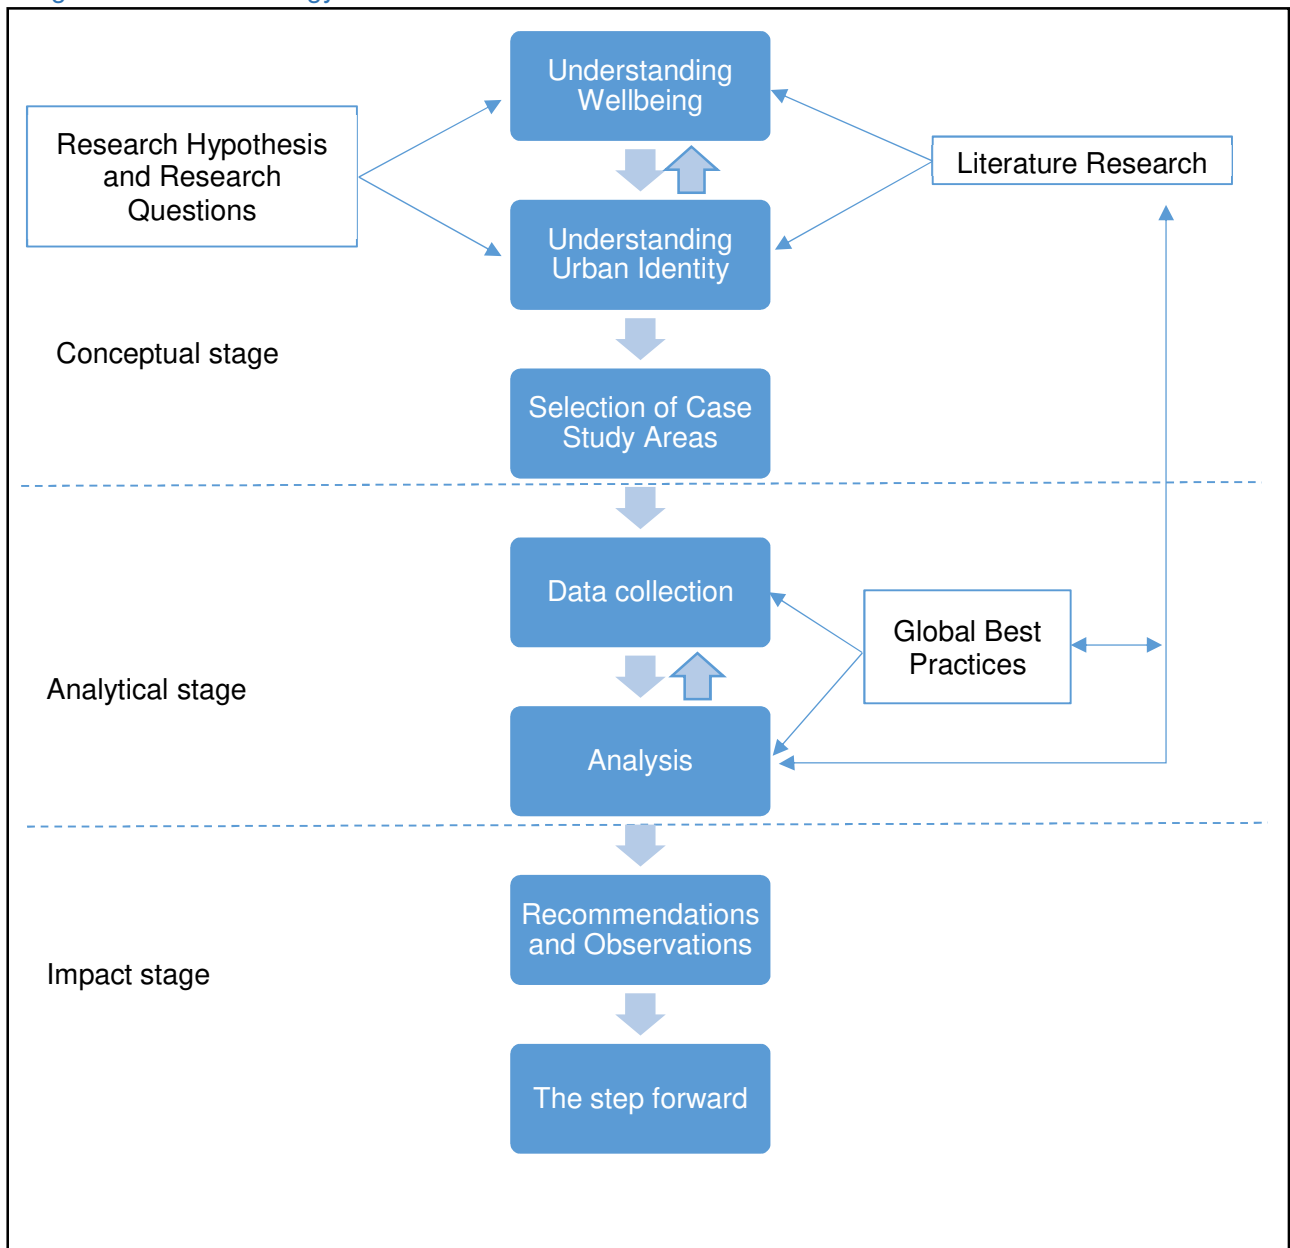 Understanding
Wellbeing
Research Hypothesis
and Research
Questions
Literature Research
Understanding
Urban Identity
Conceptual stage
Selection of Case
Study Areas
Data collection
Global Best
Practices
Analytical stage
Analysis
Recommendations
and Observations
Impact stage
The step forward